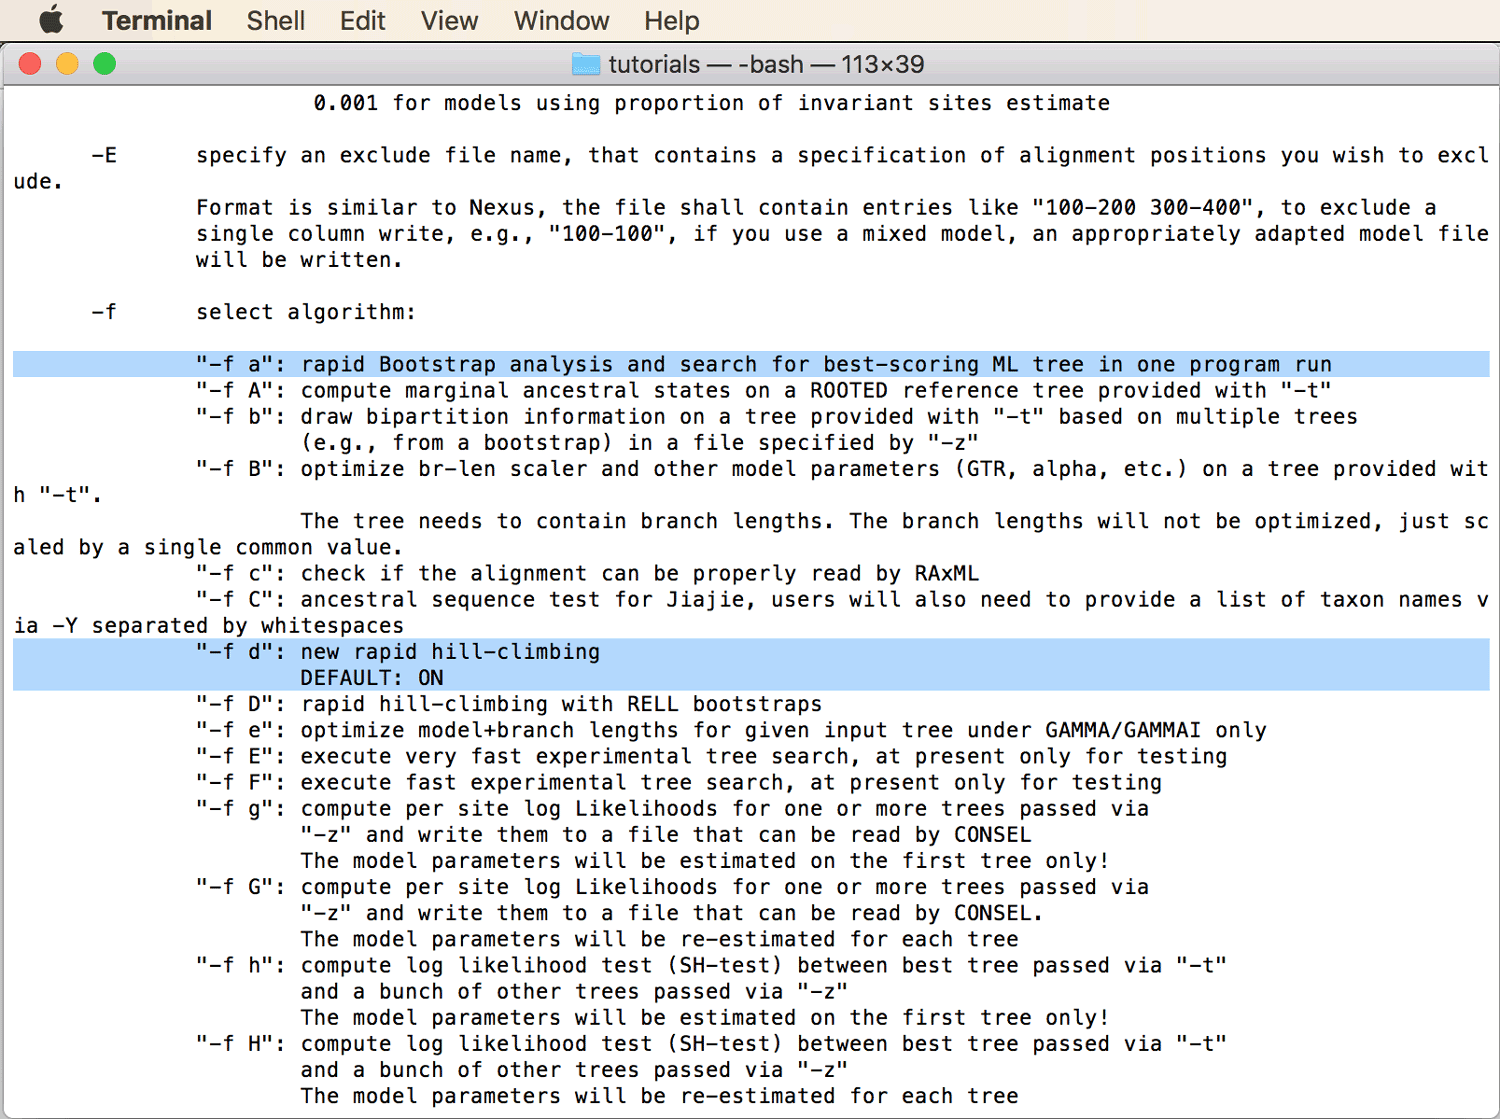 Terminal Shell Edit View Window Help
tutorials — -bash — 113×39
0.001 for models using proportion of invariant sites estimate
-E specify an exclude file name, that contains a specification of alignment positions you wish to excl
ude.
Format is similar to Nexus, the file shall contain entries like "100-200 300-400", to exclude a
single column write, e.g., "100-100", if you use a mixed model, an appropriately adapted model file
will be written.
-f select algorithm:
"-f a": rapid Bootstrap analysis and search for best-scoring ML tree in one program run
"-f A": compute marginal ancestral states on a ROOTED reference tree provided with "-t"
"-f b": draw bipartition information on a tree provided with "-t" based on multiple trees
(e.g., from a bootstrap) in a file specified by "-z"
"-f B": optimize br-len scaler and other model parameters (GTR, alpha, etc.) on a tree provided wit
h "-t".
The tree needs to contain branch lengths. The branch lengths will not be optimized, just sc
aled by a single common value.
"-f c": check if the alignment can be properly read by RAxML
"-f C": ancestral sequence test for Jiajie, users will also need to provide a list of taxon names v
ia -Y separated by whitespaces
"-f d": new rapid hill-climbing
DEFAULT: ON
"-f D": rapid hill-climbing with RELL bootstraps
"-f e": optimize model+branch lengths for given input tree under GAMMA/GAMMAI only
"-f E": execute very fast experimental tree search, at present only for testing
"-f F": execute fast experimental tree search, at present only for testing
"-f g": compute per site log Likelihoods for one or more trees passed via
"-z" and write them to a file that can be read by CONSEL
The model parameters will be estimated on the first tree only!
"-f G": compute per site log Likelihoods for one or more trees passed via
"-z" and write them to a file that can be read by CONSEL.
The model parameters will be re-estimated for each tree
"-f h": compute log likelihood test (SH-test) between best tree passed via "-t"
and a bunch of other trees passed via "-z"
The model parameters will be estimated on the first tree only!
"-f H": compute log likelihood test (SH-test) between best tree passed via "-t"
and a bunch of other trees passed via "-z"
The model parameters will be re-estimated for each tree